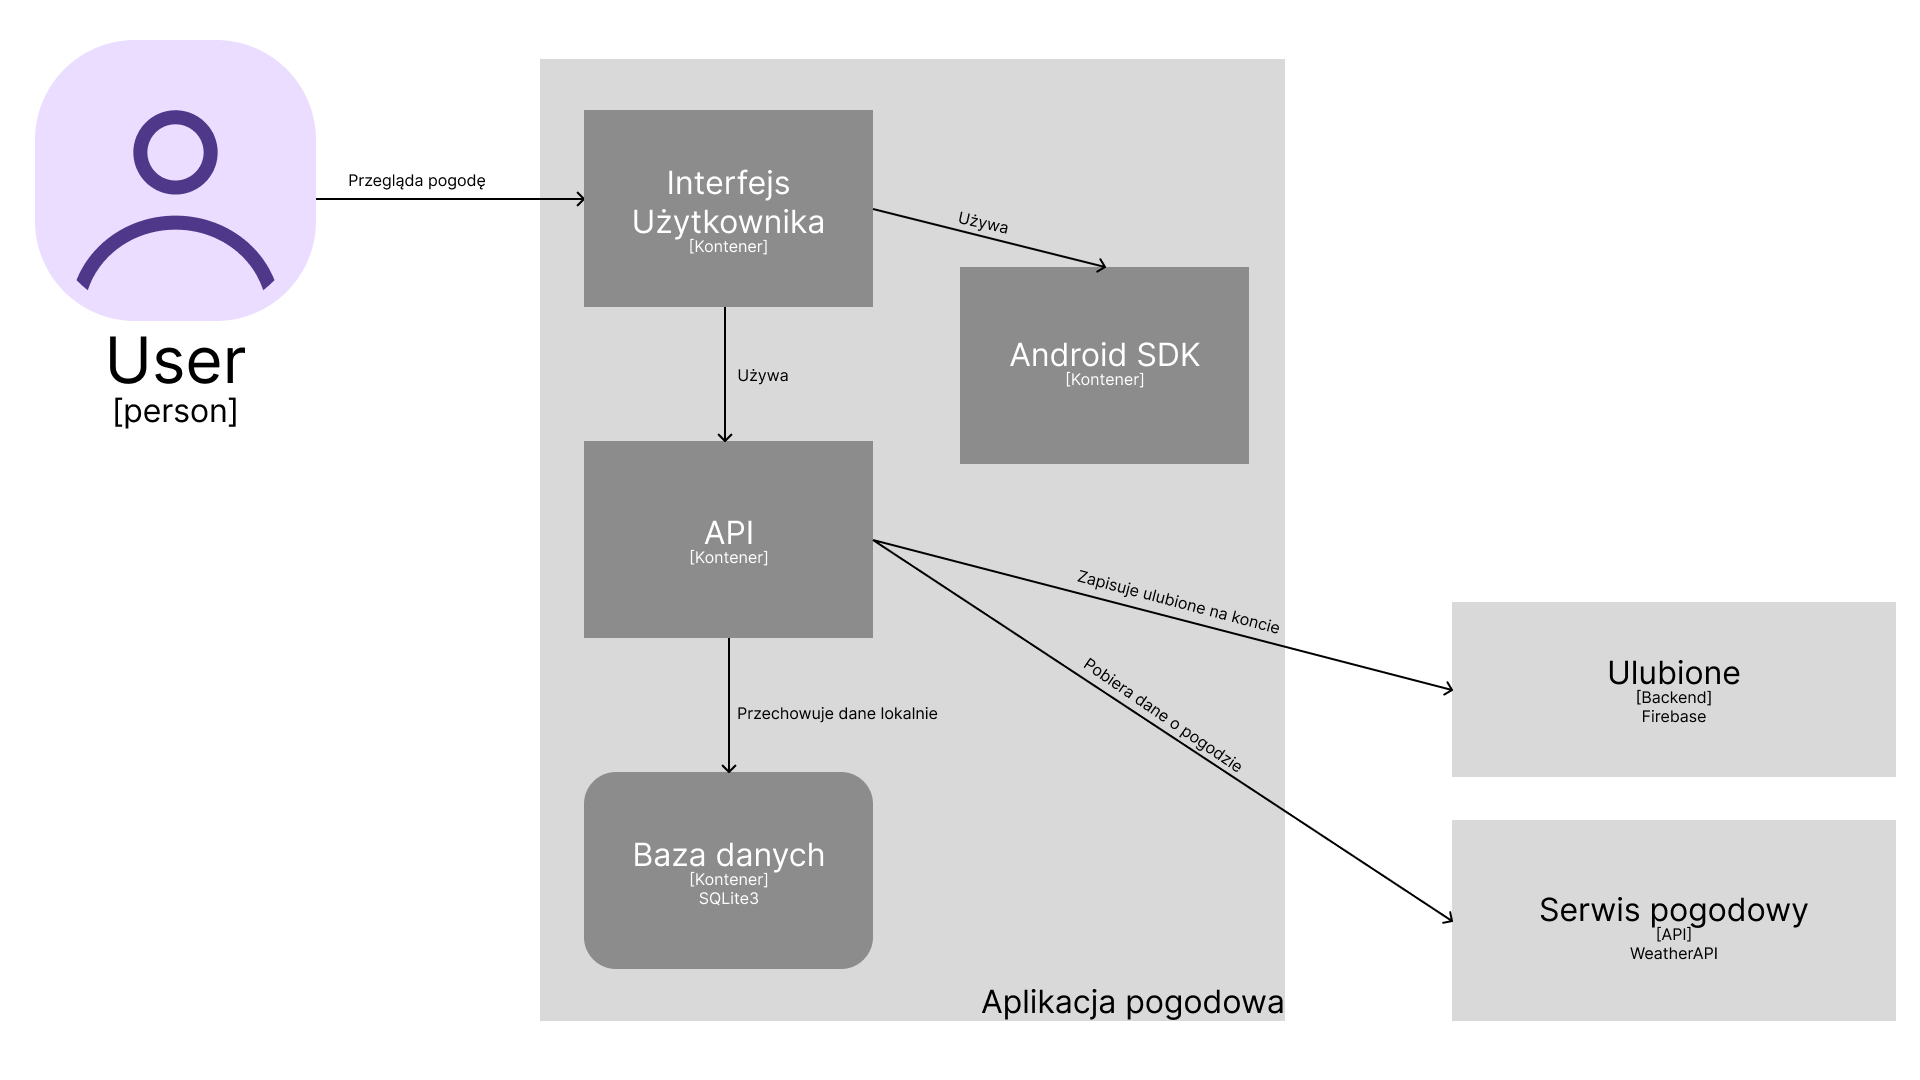 User
[person]
Przegląda pogodę
Interfejs
Użytkownika
[Kontener]
Używa
Android SDK
[Kontener]
Używa
API
[Kontener]
Zapisuje ulubione na koncie
Pobiera dane o pogodzie
Przechowuje dane lokalnie
Baza danych
[Kontener]
SQLite3
Aplikacja pogodowa
Ulubione
[Backend]
Firebase
Serwis pogodowy
[API]
WeatherAPI